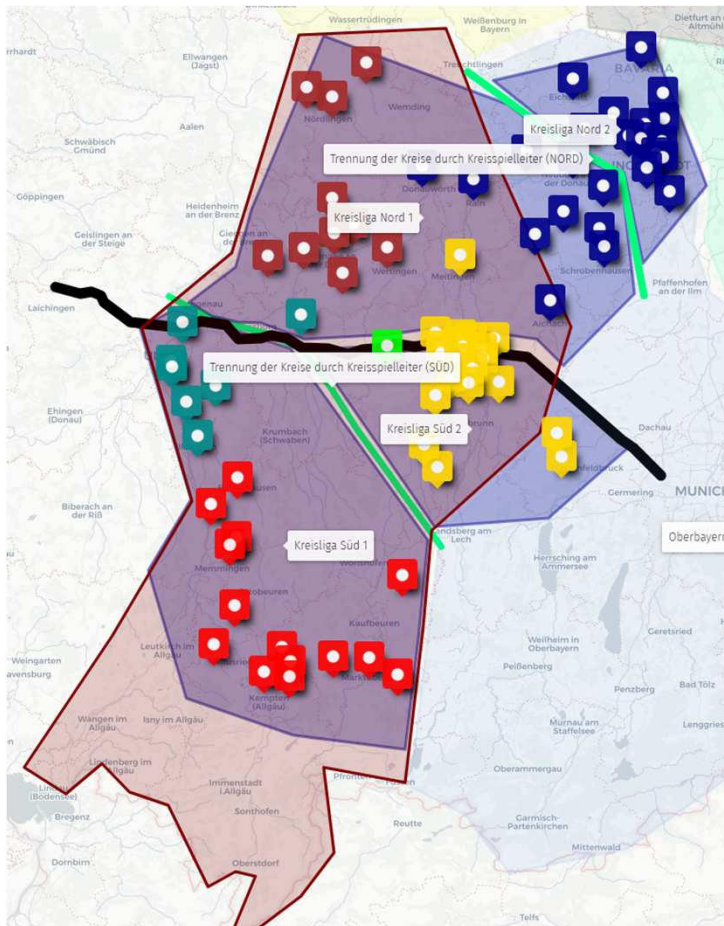 Wassertrüdingen
Weißenburg in
Bayern
Dietfurt an
Ellwangen
(Jagst)
Treuchtlingen
BAVARIA
Nördlingen
Wemding
Aalen
Schwäbisch
Gmünd
Kreisliga Nord 2
Trennung der Kreise durch Kreisspielleiter (NORD)
der Donau
Donauwörth
Rain
Göppingen
Heidenheim
an der Brenz
Kreisliga Nord 1
Geislingen an
der Steige
Wertingen
Meitingen
Schrobenhausen
Pfaffenhofen
an der Ilm
Laichingen
Aichach
Trennung der Kreise durch Kreisspielleiter (SÜD)
Ehingen
(Donau)
Krumbach
(Schwaben)
Kreisliga Süd 2
Dachau
Germering
MUNIC
Biberach an
der Riß
Kreisliga Süd 1
Oberbayern
Memmingen
Landsberg am
Lech
Herrsching am
Ammersee
Kaufbeuren
Leutkirch im
Allgäu
Weilheim in
Oberbayern
Geretsried
Weingarten
Kempten
(Allgäu)
Peißenberg
Bad Tölz
Penzberg
Wangen im
Allgäu
Isny im Allgäu
Murnau am
Staffelsee
Lenggries
Lindenberg im
Allgäu
Pfronten
Oberammergau
Immenstadt
i.Allgäu
Lindau
(Bodensee)
Bregenz
Sonthofen
Reutte
Garmisch-
Partenkirchen
Mittenwald
Dornbirn
Oberstdorf
Telfs